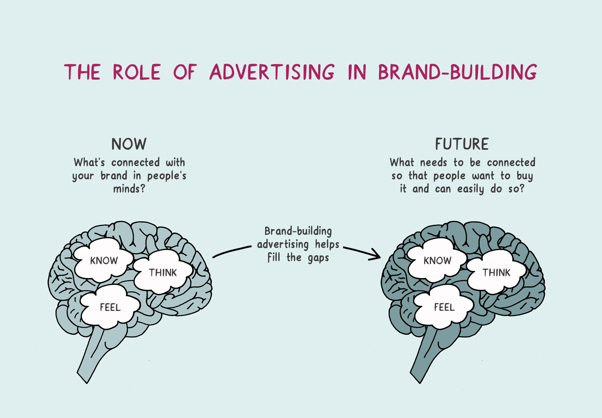 THE ROLE OF ADVERTISING IN BRAND-BUILDING
NOW
What's connected with
your brand in people's
minds?
FUTURE
What needs to be connected
so that people want to buy
it and can easily do so?
Brand-building
advertising helps
fill the gaps
KNOW
THINK
FEEL
KNOW
THINK
FEEL